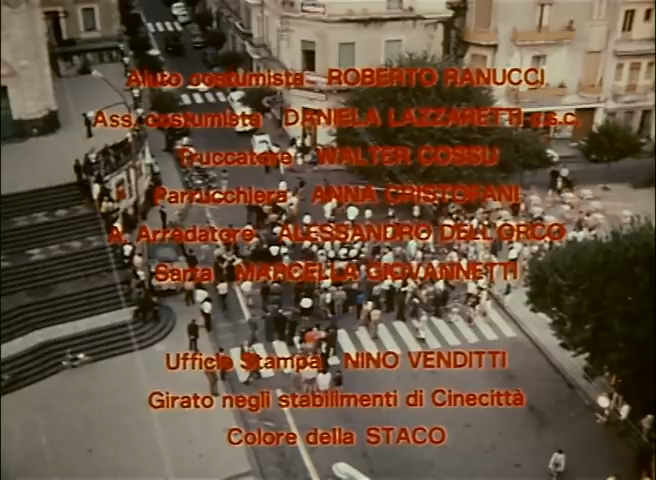 Aiuto costumista ROBERTO RANUCCI
Ass. costumista DANIELA LAZZARETTI c.s.c.
Truccatore WALTER COSSU
Parrucchiera ANNA CRISTOFANI
A. Arredatore ALESSANDRO DELL'ORCO
Sarta MARCELLA GIOVANNETTI
Ufficio Stampa NINO VENDITTI
Girato negli stabilimenti di Cinecittà
Colore della STACO